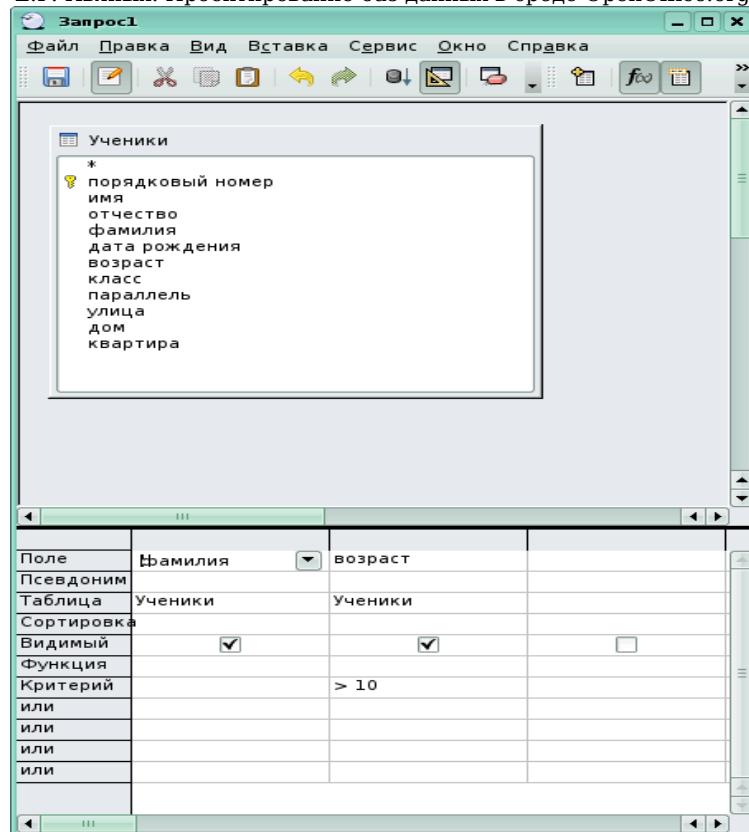 Запрос1
Файл Правка Вид Вставка Сервис Окно Справка
Ученики
*
порядковый номер
имя
отчество
фамилия
дата рождения
возраст
класс
параллель
улица
дом
квартира
Поле фамилия возраст
Псевдоним
Таблица Ученики Ученики
Сортировка
Видимый
Функция
Критерий > 10
или
или
или
или